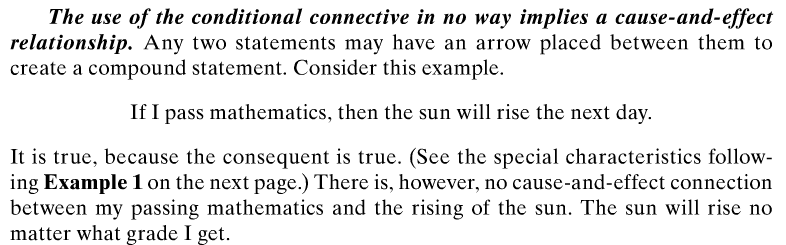 The use of the conditional connective in no way implies a cause-and-effect
relationship. Any two statements may have an arrow placed between them to
create a compound statement. Consider this example.
If I pass mathematics, then the sun will rise the next day.
It is true, because the consequent is true. (See the special characteristics follow-
ing Example 1 on the next page.) There is, however, no cause-and-effect connection
between my passing mathematics and the rising of the sun. The sun will rise no
matter what grade I get.